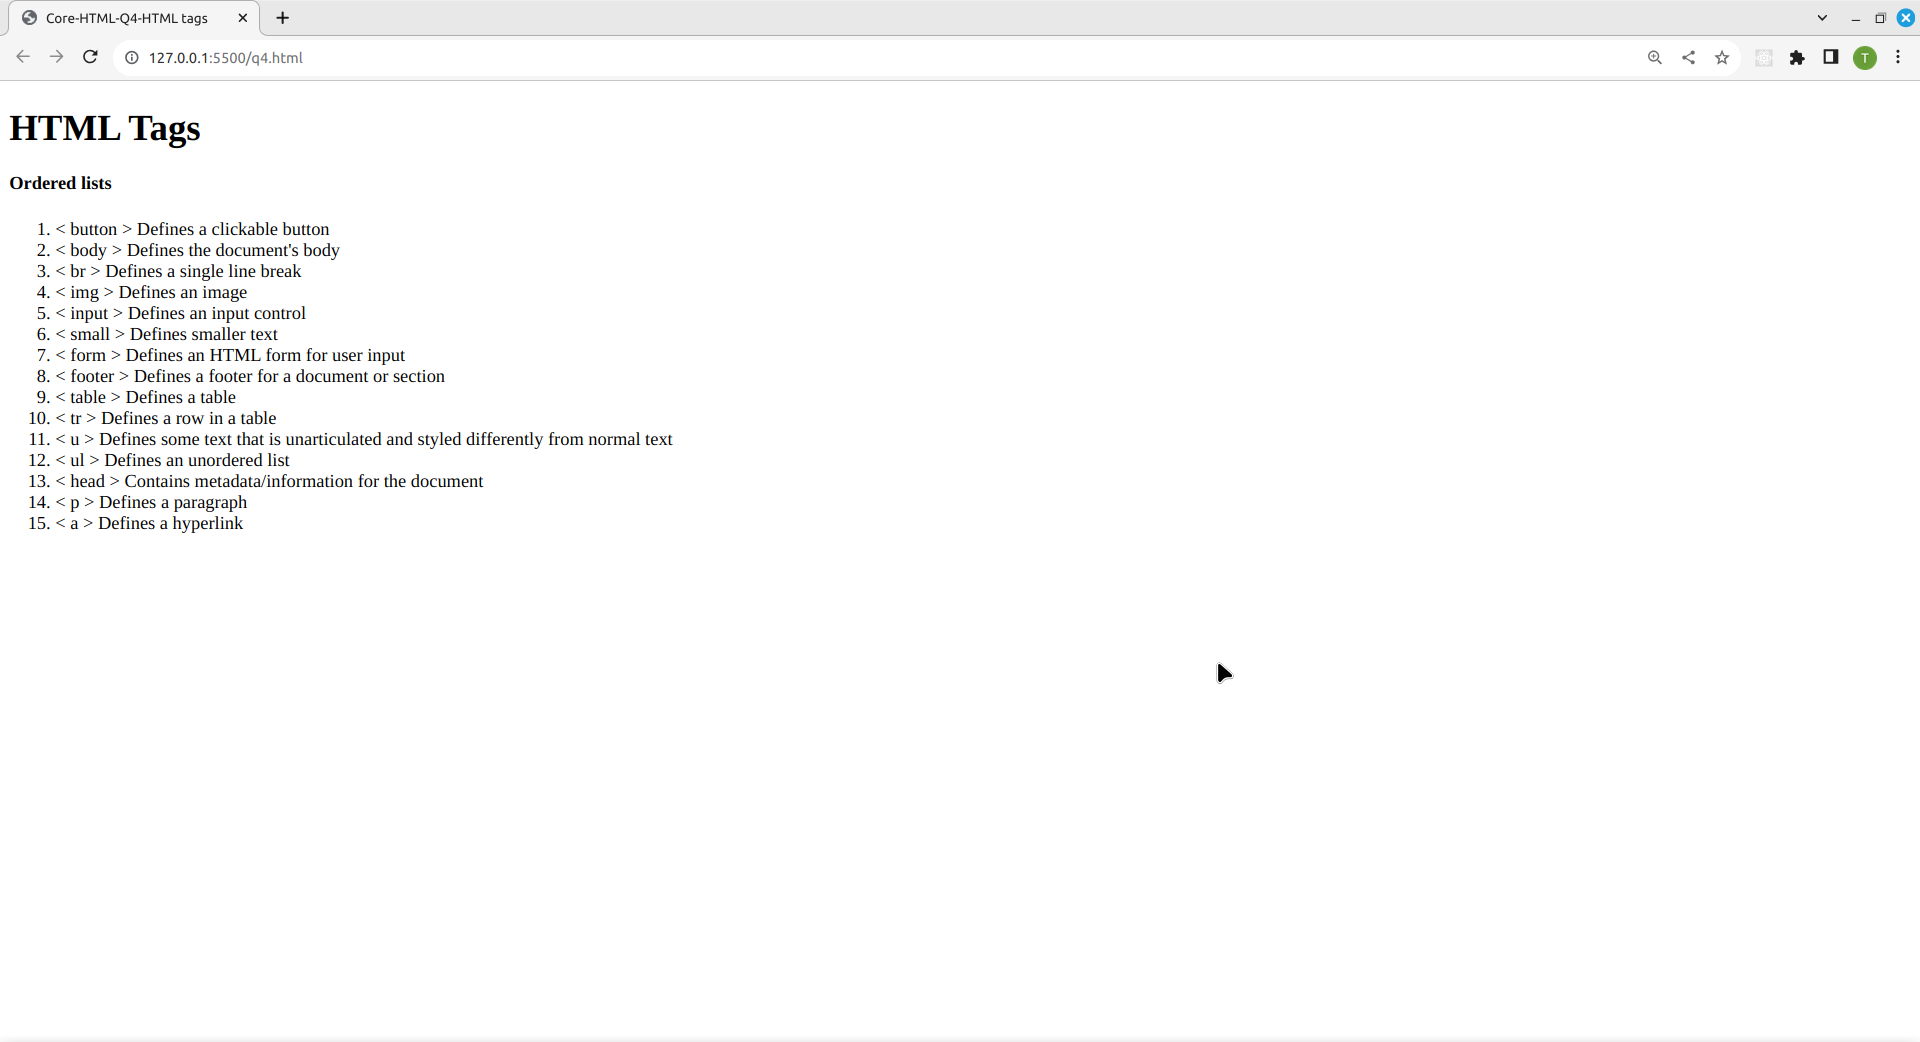 Core-HTML-Q4-HTML tags
127.0.0.1:5500/q4.html
T
HTML Tags
Ordered lists
1. < button > Defines a clickable button
2. < body > Defines the document's body
3. < br > Defines a single line break
4. < img > Defines an image
5. < input > Defines an input control
6. < small > Defines smaller text
7. < form > Defines an HTML form for user input
8. < footer > Defines a footer for a document or section
9. < table > Defines a table
10. < tr > Defines a row in a table
11. < u > Defines some text that is unarticulated and styled differently from normal text
12. < ul > Defines an unordered list
13. < head > Contains metadata/information for the document
14. < p > Defines a paragraph
15. < a > Defines a hyperlink